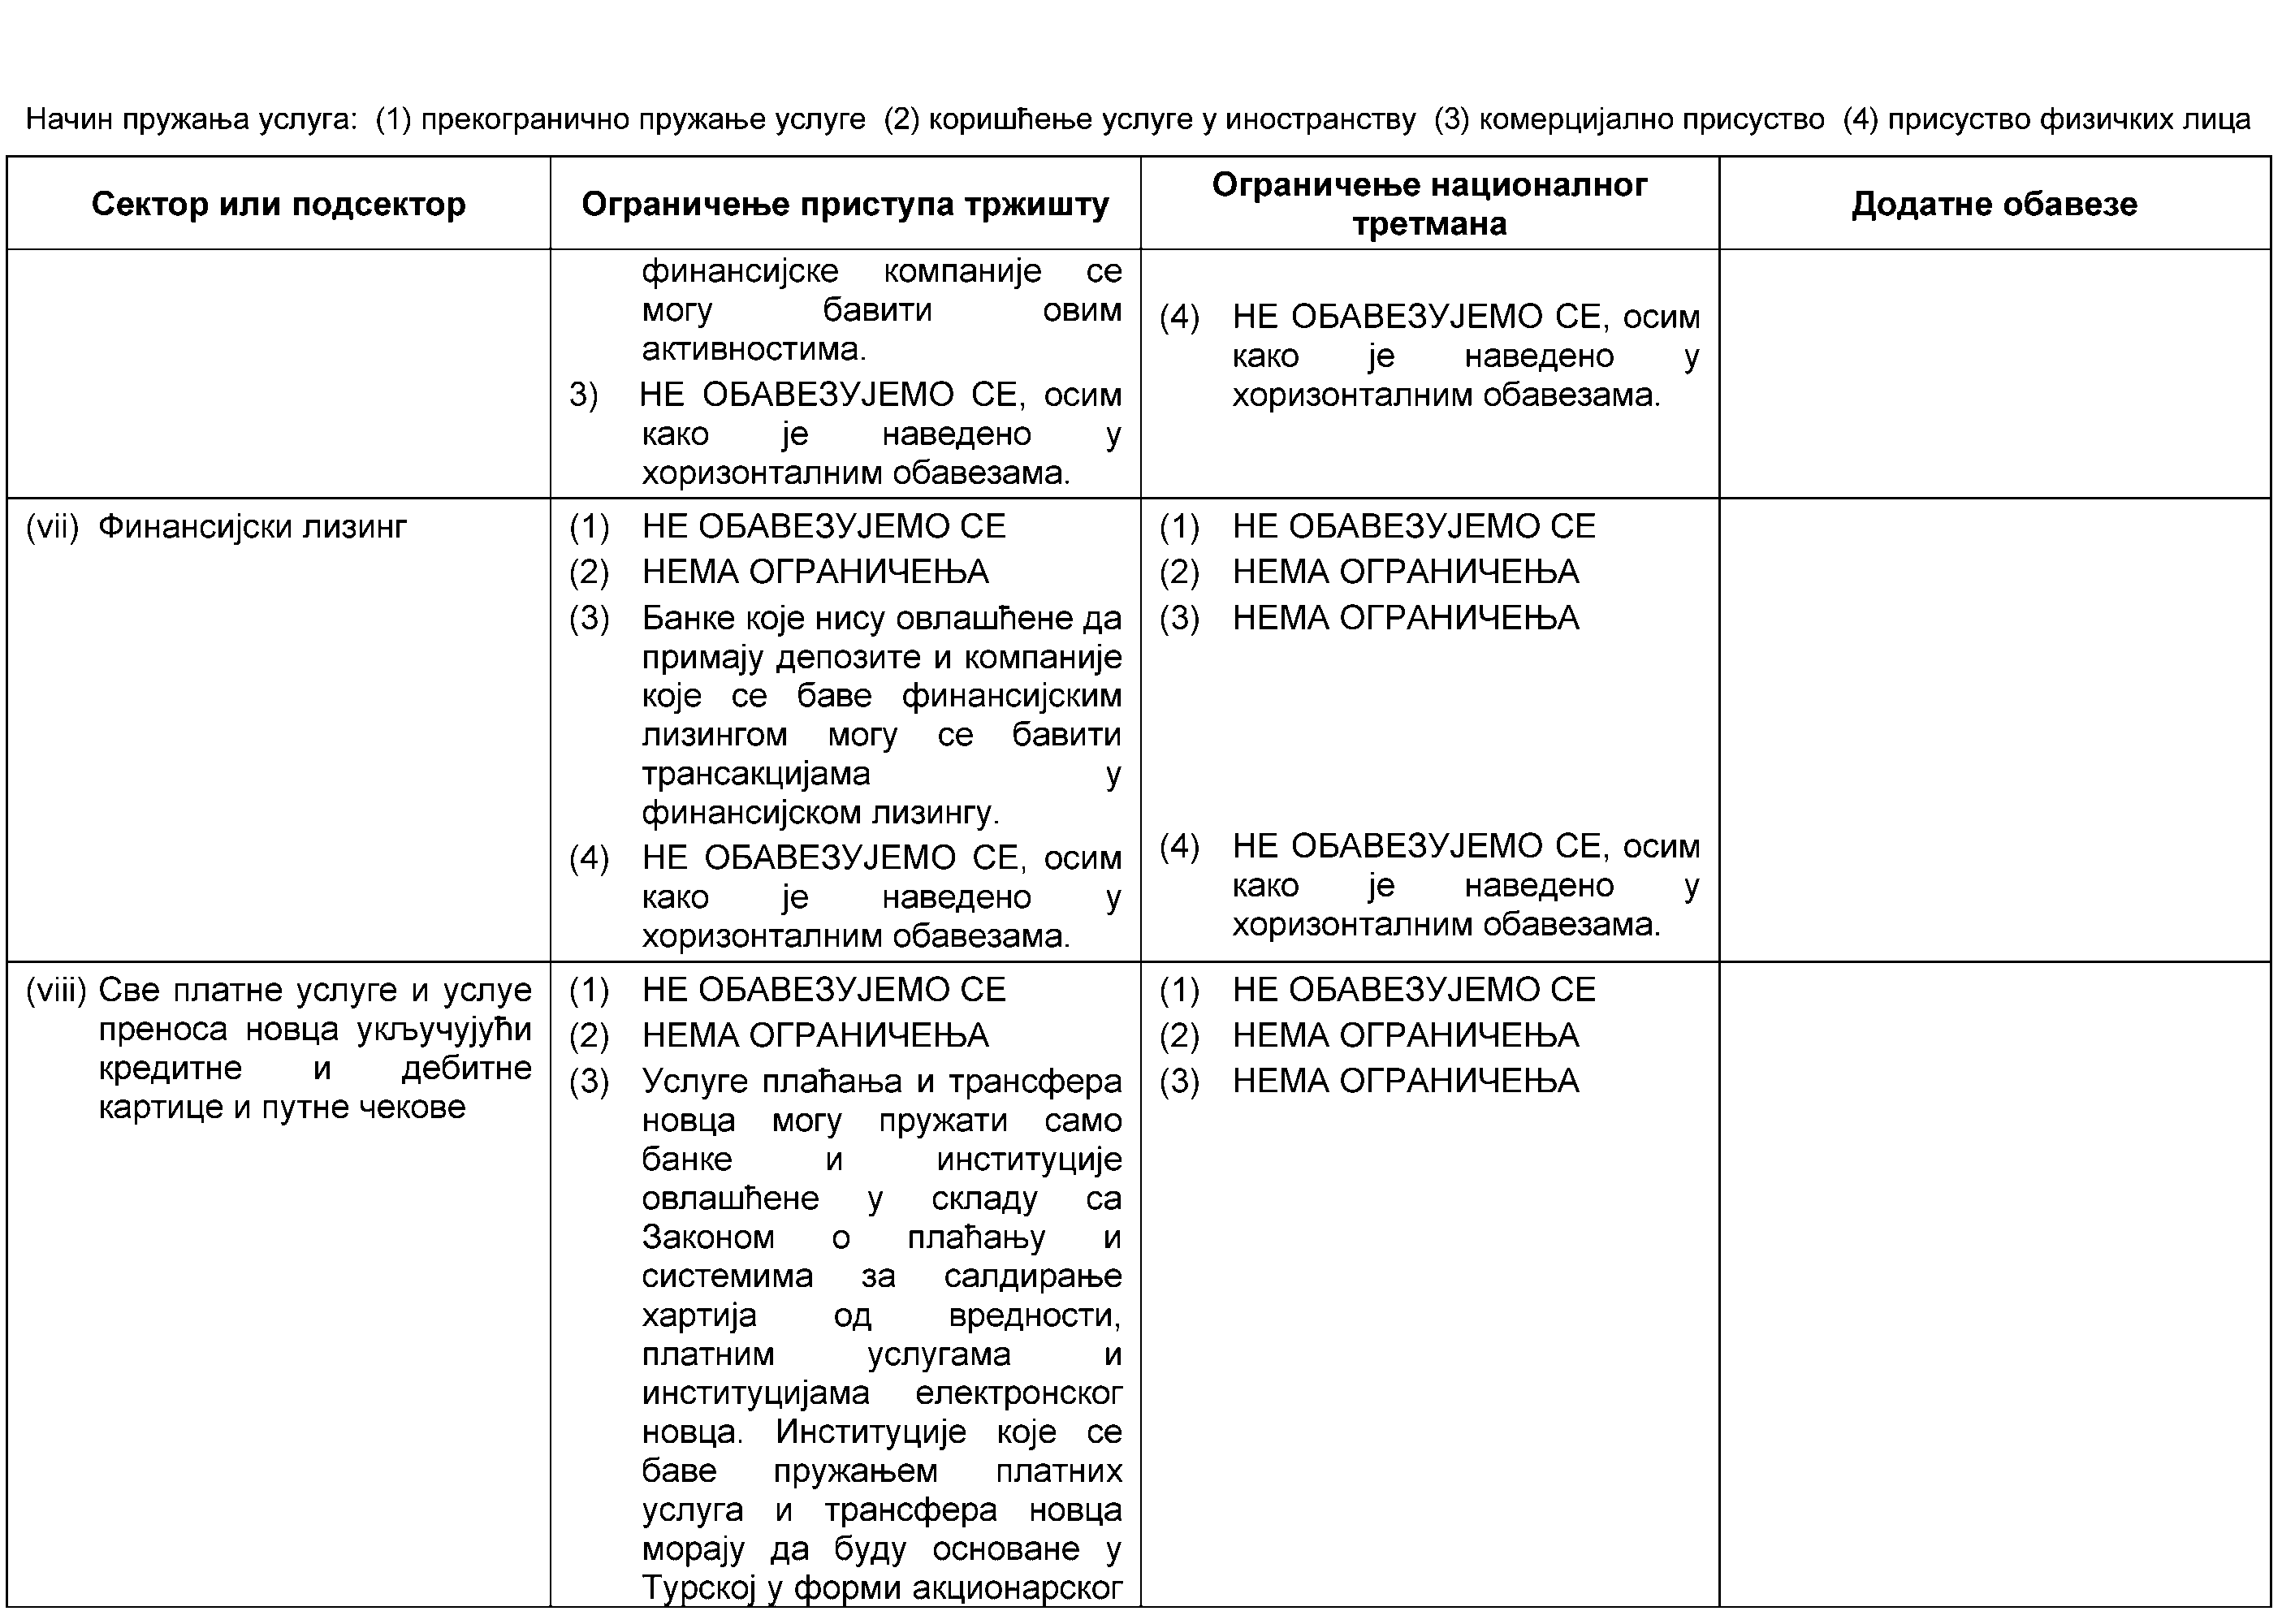 Начин пружања услуга: (1) прекогранично пружање услуге (2) коришћење услуге у иностранству (3) комерцијално присуство (4) присуство физичких лица
Сектор или подсектор
Ограничење приступа тржишту
Ограничење националног
третмана
Додатне обавезе
финансијске компаније се
могу бавити овим
активностима.
3) НЕ ОБАВЕЗУЈЕМО СЕ, осим
како је наведено у
хоризонталним обавезама.
(4) НЕ ОБАВЕЗУЈЕМО СЕ, осим
како је наведено у
хоризонталним обавезама.
(vii) Финансијски лизинг
(1) НЕ ОБАВЕЗУЈЕМО СЕ
(2) НЕМА ОГРАНИЧЕЊА
(3) Банке које нису овлашћене да
примају депозите и компаније
које се баве финансијским
лизингом могу се бавити
трансакцијама у
финансијском лизингу.
(4) НЕ ОБАВЕЗУЈЕМО СЕ, осим
како је наведено у
хоризонталним обавезама.
(1) НЕ ОБАВЕЗУЈЕМО СЕ
(2) НЕМА ОГРАНИЧЕЊА
(3) НЕМА ОГРАНИЧЕЊА
(4) НЕ ОБАВЕЗУЈЕМО СЕ, осим
како је наведено у
хоризонталним обавезама.
(viii) Све платне услуге и услуе
преноса новца укључујући
кредитне и дебитне
картице и путне чекове
(1) НЕ ОБАВЕЗУЈЕМО СЕ
(2) НЕМА ОГРАНИЧЕЊА
(3) Услуге плаћања и трансфера
новца могу пружати само
банке и институције
овлашћене у складу са
Законом о плаћању и
системима за салдирање
хартија од вредности,
платним услугама и
институцијама електронског
новца. Институције које се
баве пружањем платних
услуга и трансфера новца
морају да буду основане у
Турској у форми акционарског
(1) НЕ ОБАВЕЗУЈЕМО СЕ
(2) НЕМА ОГРАНИЧЕЊА
(3) НЕМА ОГРАНИЧЕЊА